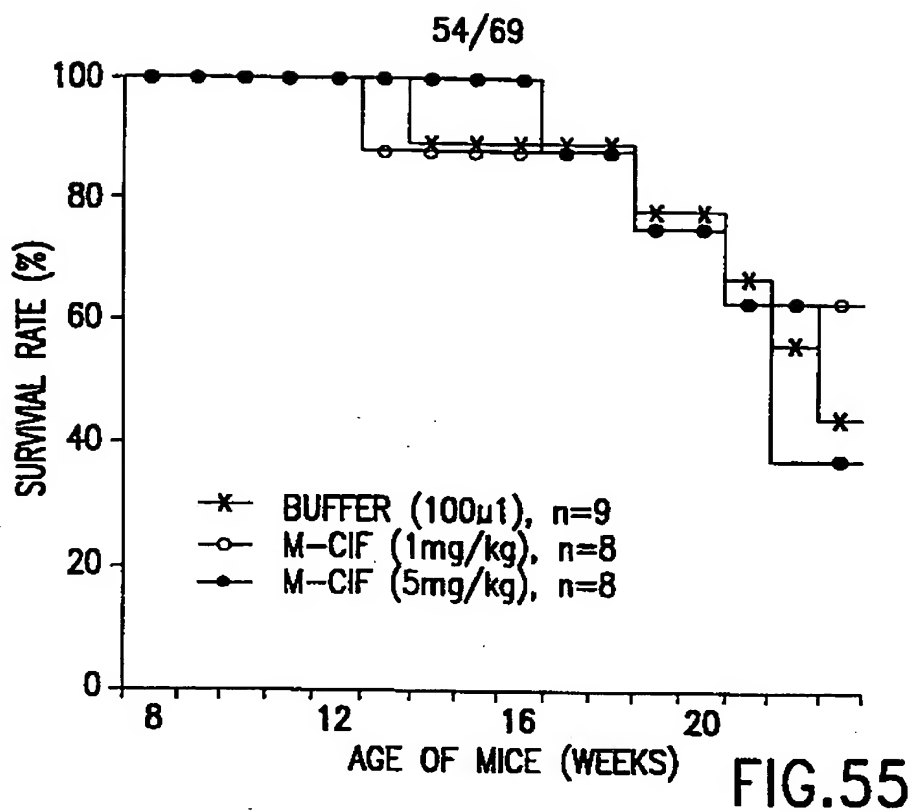 54/69
100
80
60
40
20
0
SURVIVIAL RATE (%)
BUFFER (100µ1), n=9
M-CIF (1mg/kg), n=8
M-CIF (5mg/kg), n=8
8 12 16 20
AGE OF MICE (WEEKS)
FIG.55